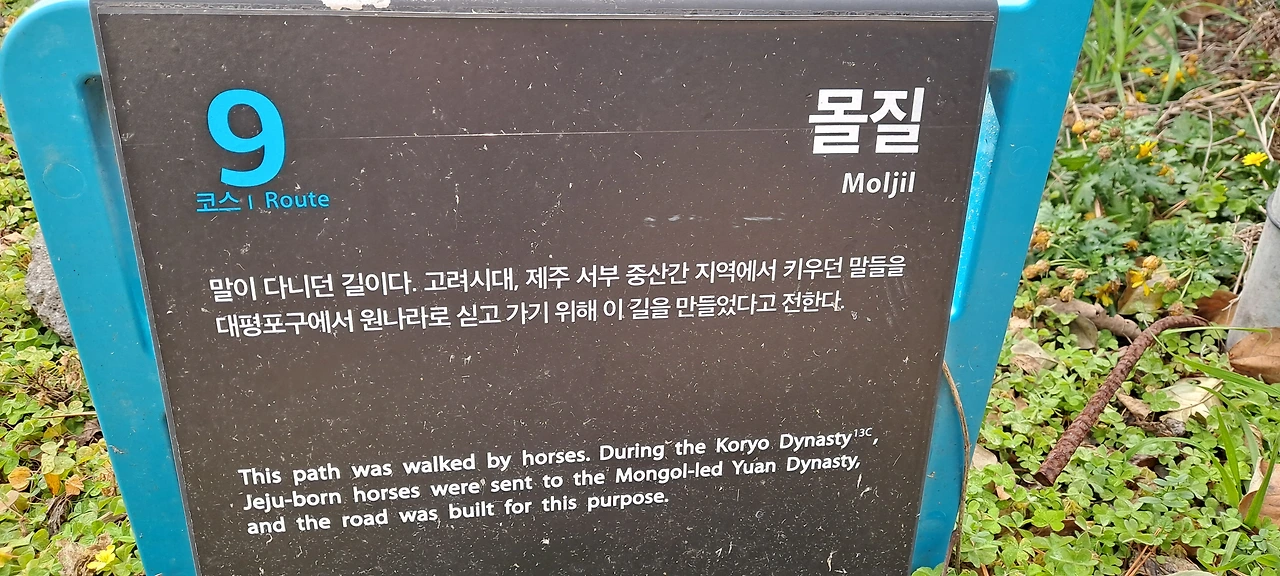 9
코스 | Route
몰질
Moljil
말이 다니던 길이다. 고려시대, 제주 서부 중산간 지역에서 키우던 말들을
대평포구에서 원나라로 싣고 가기 위해 이 길을 만들었다고 전한다.
This path was walked by horses. During the Koryo Dynasty¹³ᶜ,
Jeju-born horses were sent to the Mongol-led Yuan Dynasty,
and the road was built for this purpose.